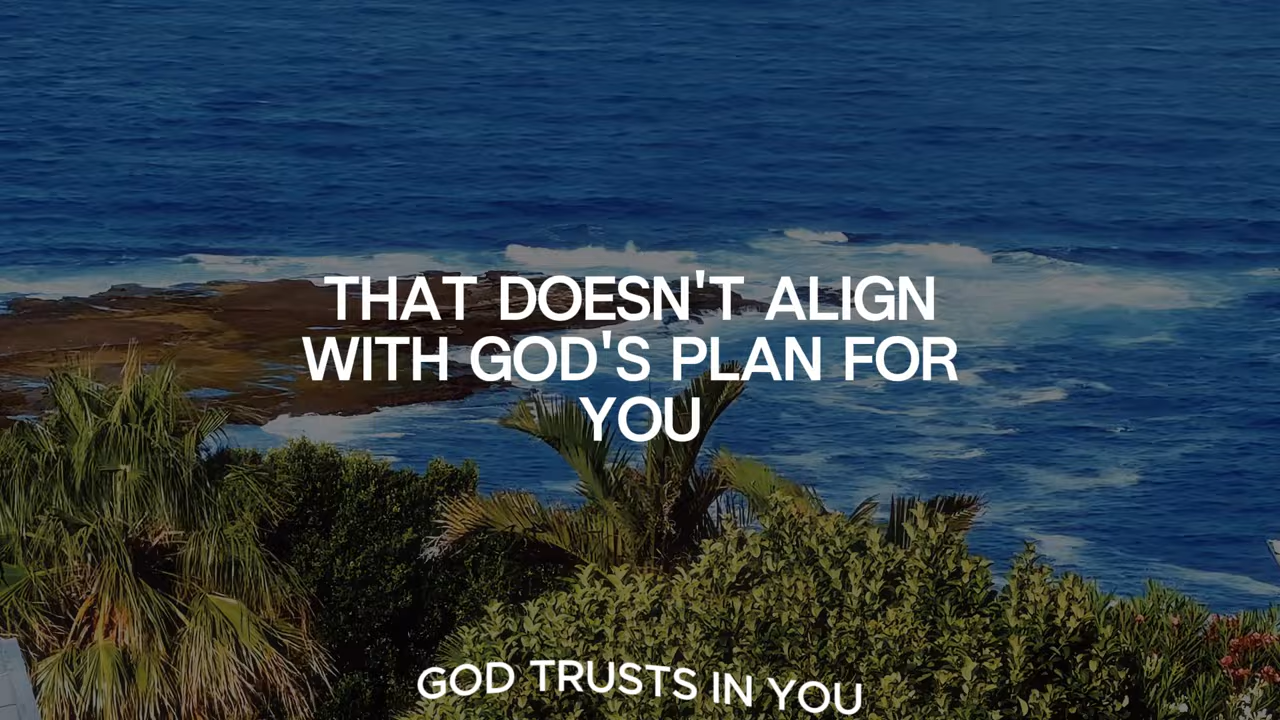 THAT DOESN'T ALIGN
WITH GOD'S PLAN FOR
YOU
GOD TRUSTS IN YOU